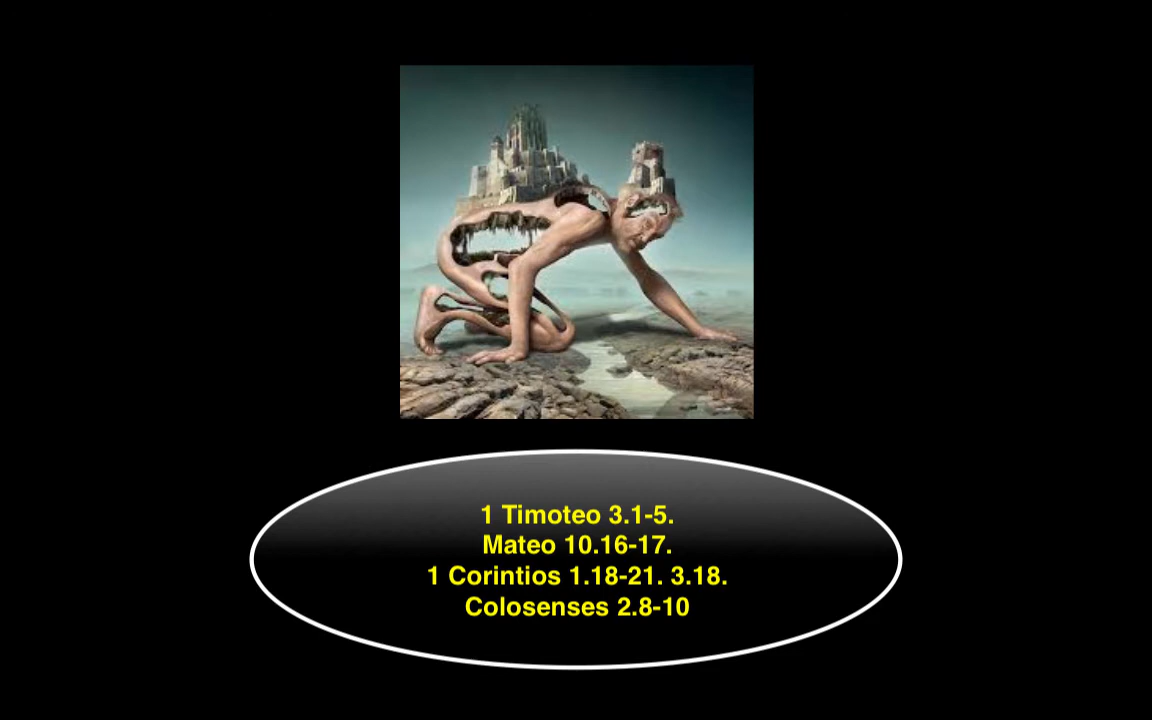 1 Timoteo 3.1-5.
Mateo 10.16-17.
1 Corintios 1.18-21. 3.18.
Colosenses 2.8-10